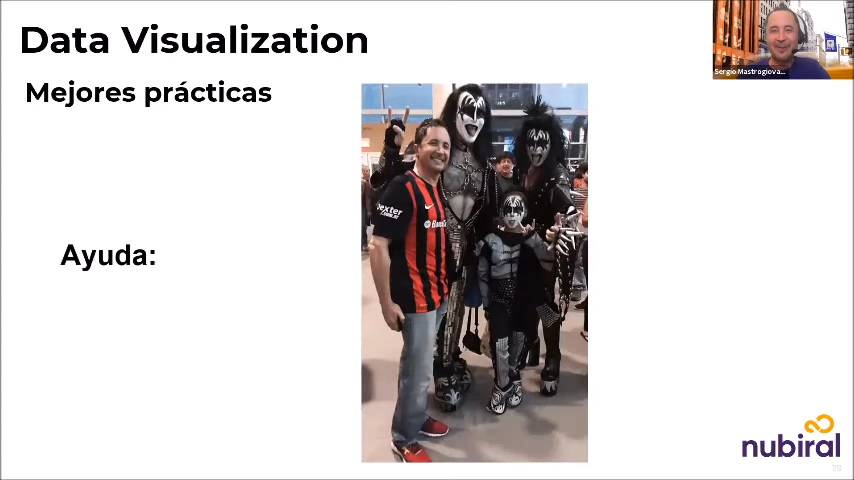 Data Visualization
Sergio Mastrogiova...
Mejores prácticas
Ayuda:
nubiral